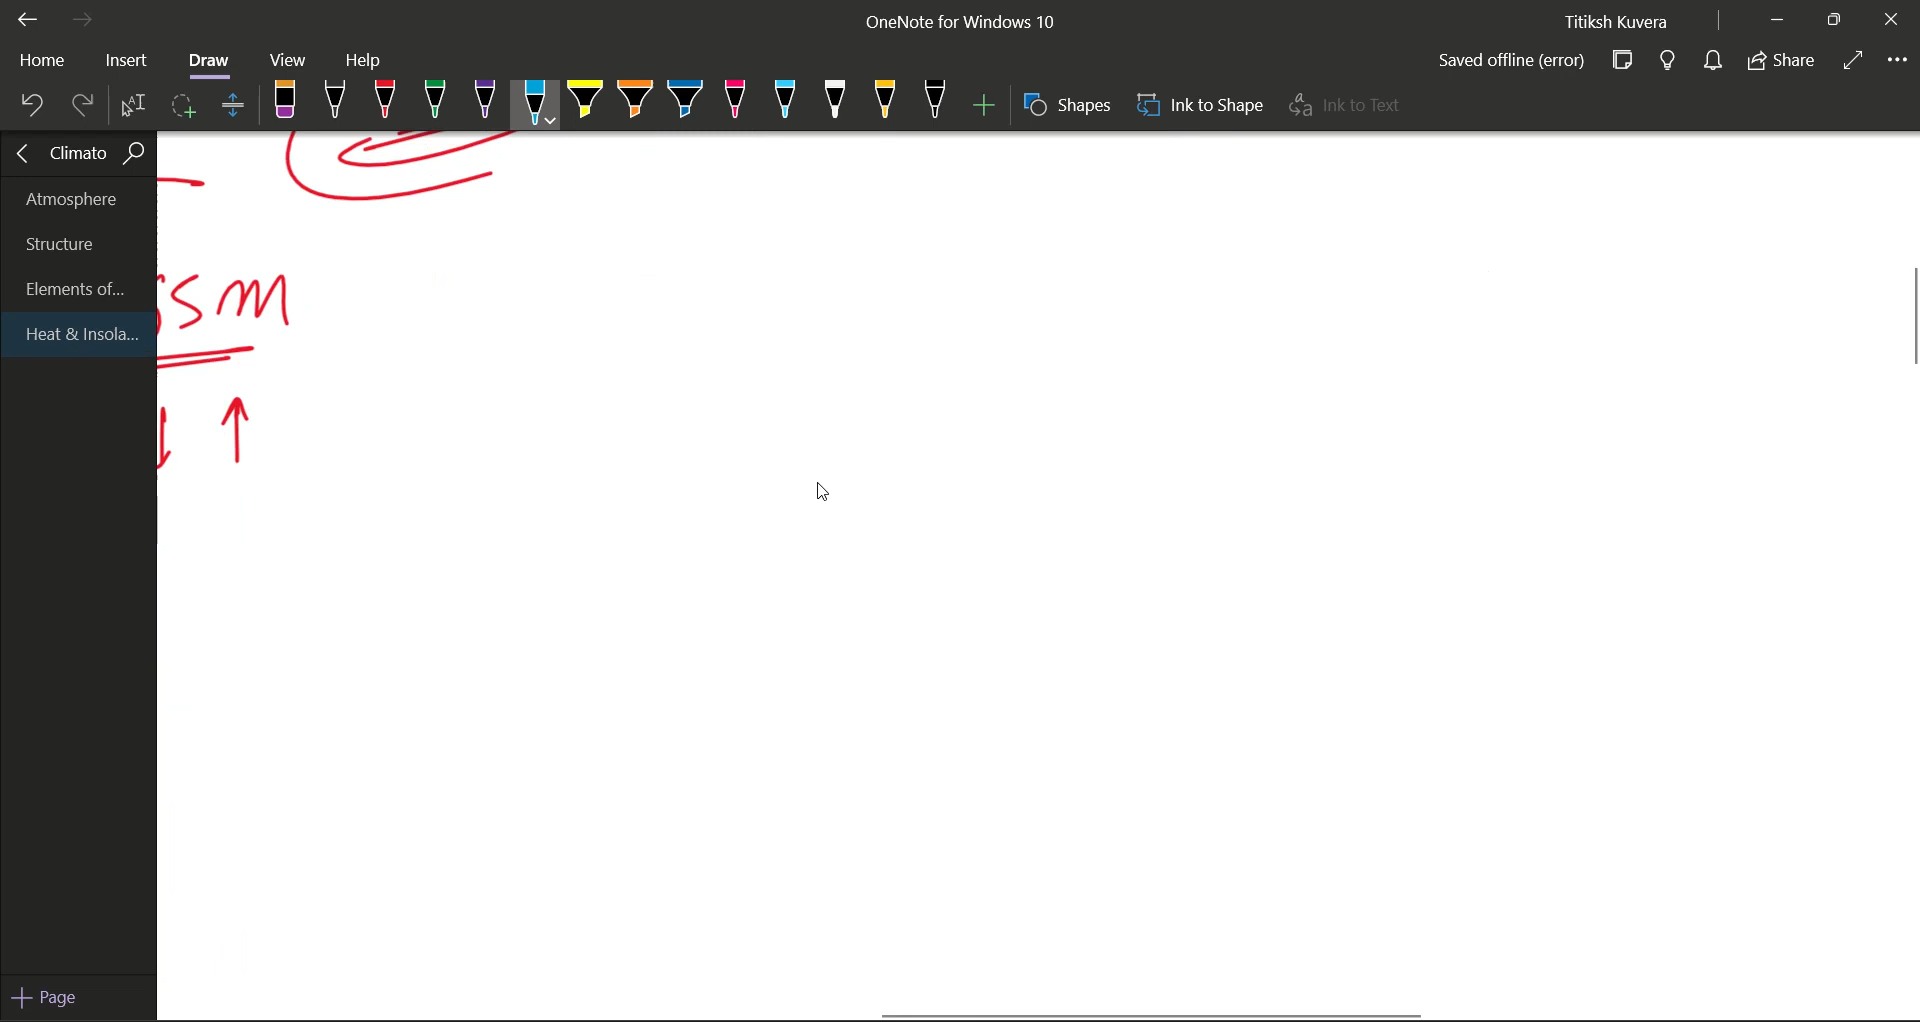 OneNote for Windows 10
Titiksh Kuvera
Home Insert Draw View Help
Saved offline (error) Share
Shapes Ink to Shape Ink to Text
Climato
Atmosphere
Structure
Elements of...
Heat & Insola...
sm
Page